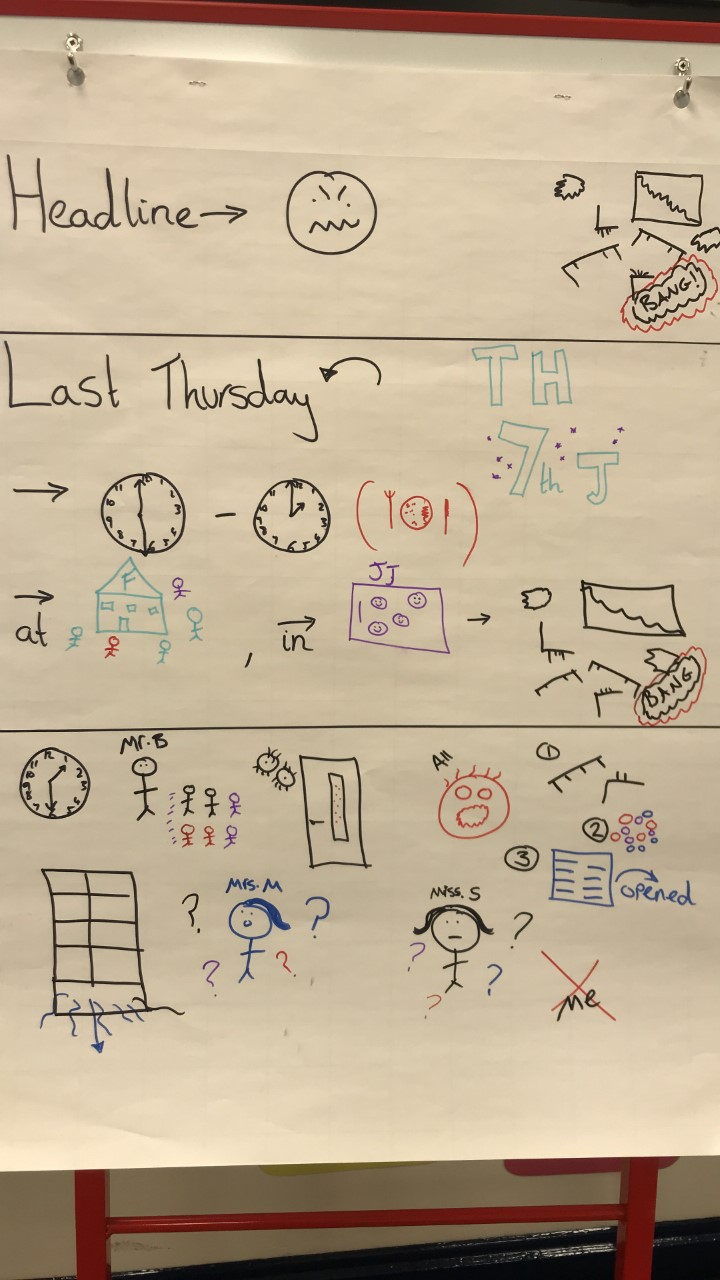 Headline →
BANG!
Last Thursday
TH
7th J
→ -
→
at
F
, in
→
JJ
→
BANG
Mr. B
All
①
②
③
opened
Mrs. M
Miss. S
? ? ? ?
? ? ? ?
me